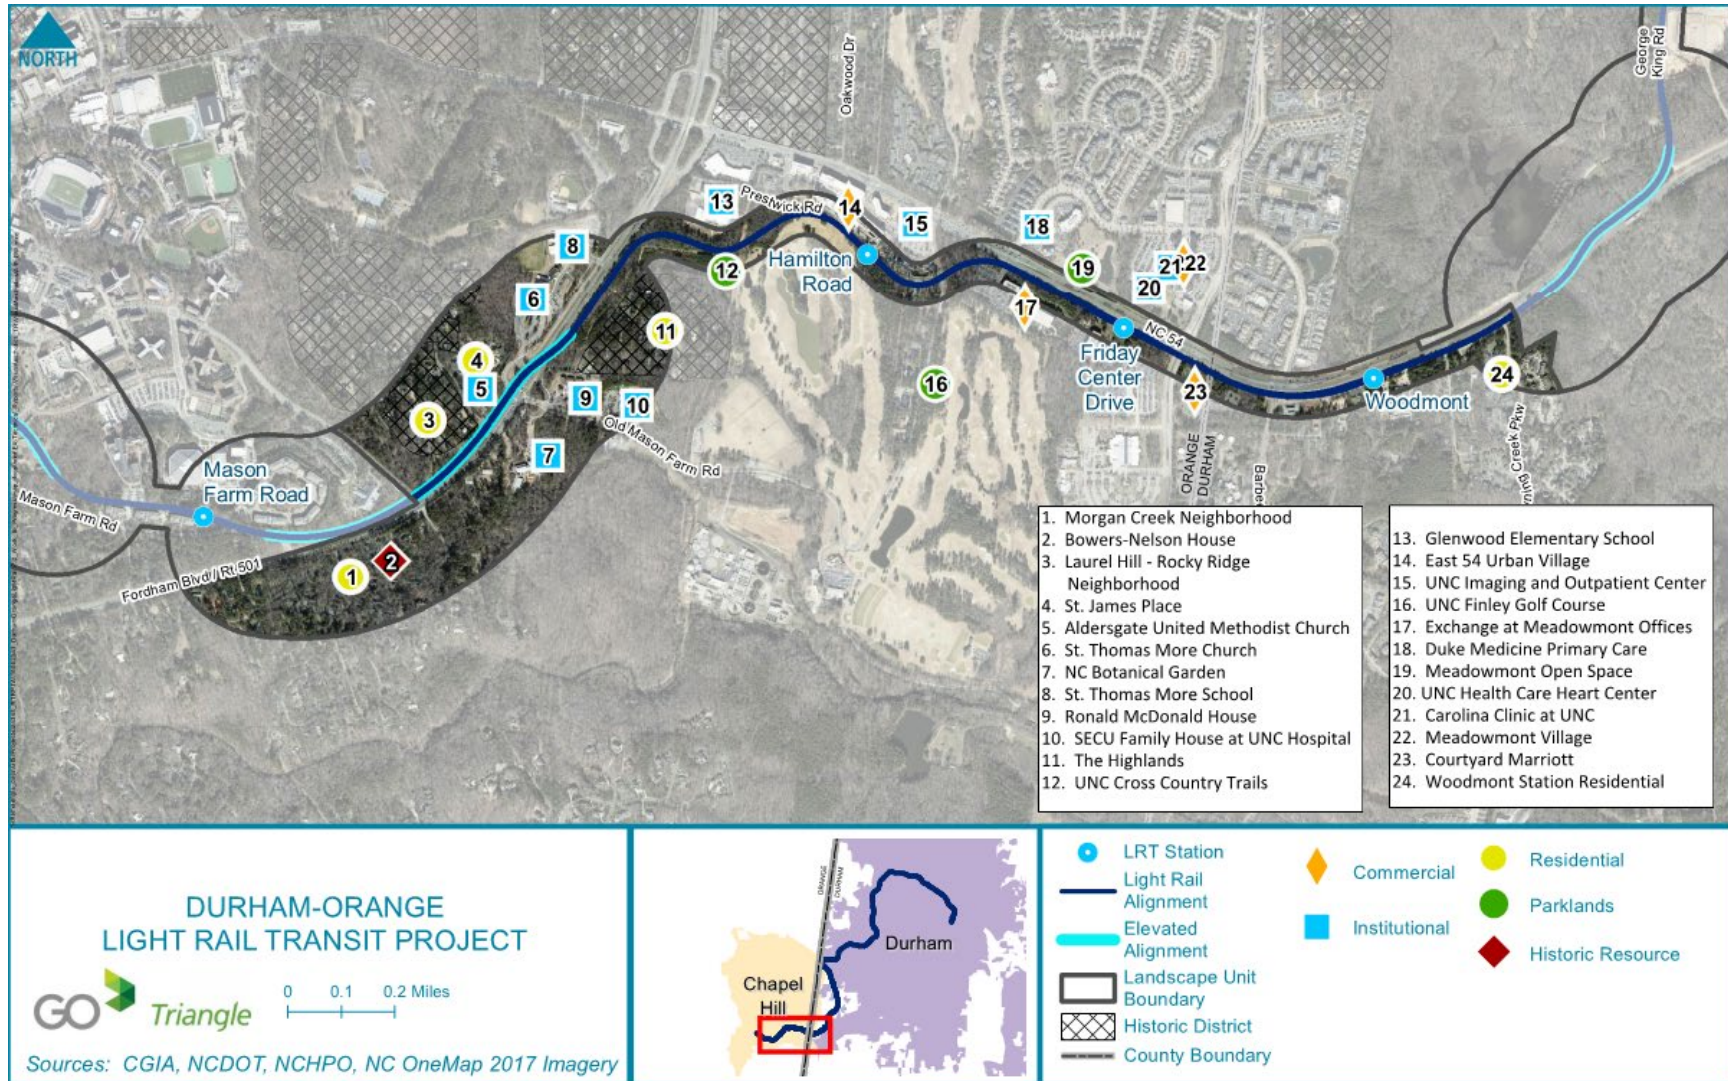 NORTH
Oakwood Dr
George
King Rd
Prestwick Rd
13
14
15
18
8
12
19
21
22
20
Hamilton
Road
6
17
NC 54
11
4
5
16
Friday
Center
Drive
23
24
Woodmont
3
9
10
Old Mason Farm Rd
7
ORANGE
DURHAM
Mason
Farm Road
Mason Farm Rd
Fordham Blvd / Rt 501
1
2
1. Morgan Creek Neighborhood
2. Bowers-Nelson House
3. Laurel Hill - Rocky Ridge
Neighborhood
4. St. James Place
5. Aldersgate United Methodist Church
6. St. Thomas More Church
7. NC Botanical Garden
8. St. Thomas More School
9. Ronald McDonald House
10. SECU Family House at UNC Hospital
11. The Highlands
12. UNC Cross Country Trails
13. Glenwood Elementary School
14. East 54 Urban Village
15. UNC Imaging and Outpatient Center
16. UNC Finley Golf Course
17. Exchange at Meadowmont Offices
18. Duke Medicine Primary Care
19. Meadowmont Open Space
20. UNC Health Care Heart Center
21. Carolina Clinic at UNC
22. Meadowmont Village
23. Courtyard Marriott
24. Woodmont Station Residential
DURHAM-ORANGE
LIGHT RAIL TRANSIT PROJECT
GO Triangle
0 0.1 0.2 Miles
Sources: CGIA, NCDOT, NCHPO, NC OneMap 2017 Imagery
ORANGE
DURHAM
Durham
Chapel
Hill
LRT Station
Light Rail
Alignment
Elevated
Alignment
Landscape Unit
Boundary
Historic District
County Boundary
Commercial
Institutional
Residential
Parklands
Historic Resource